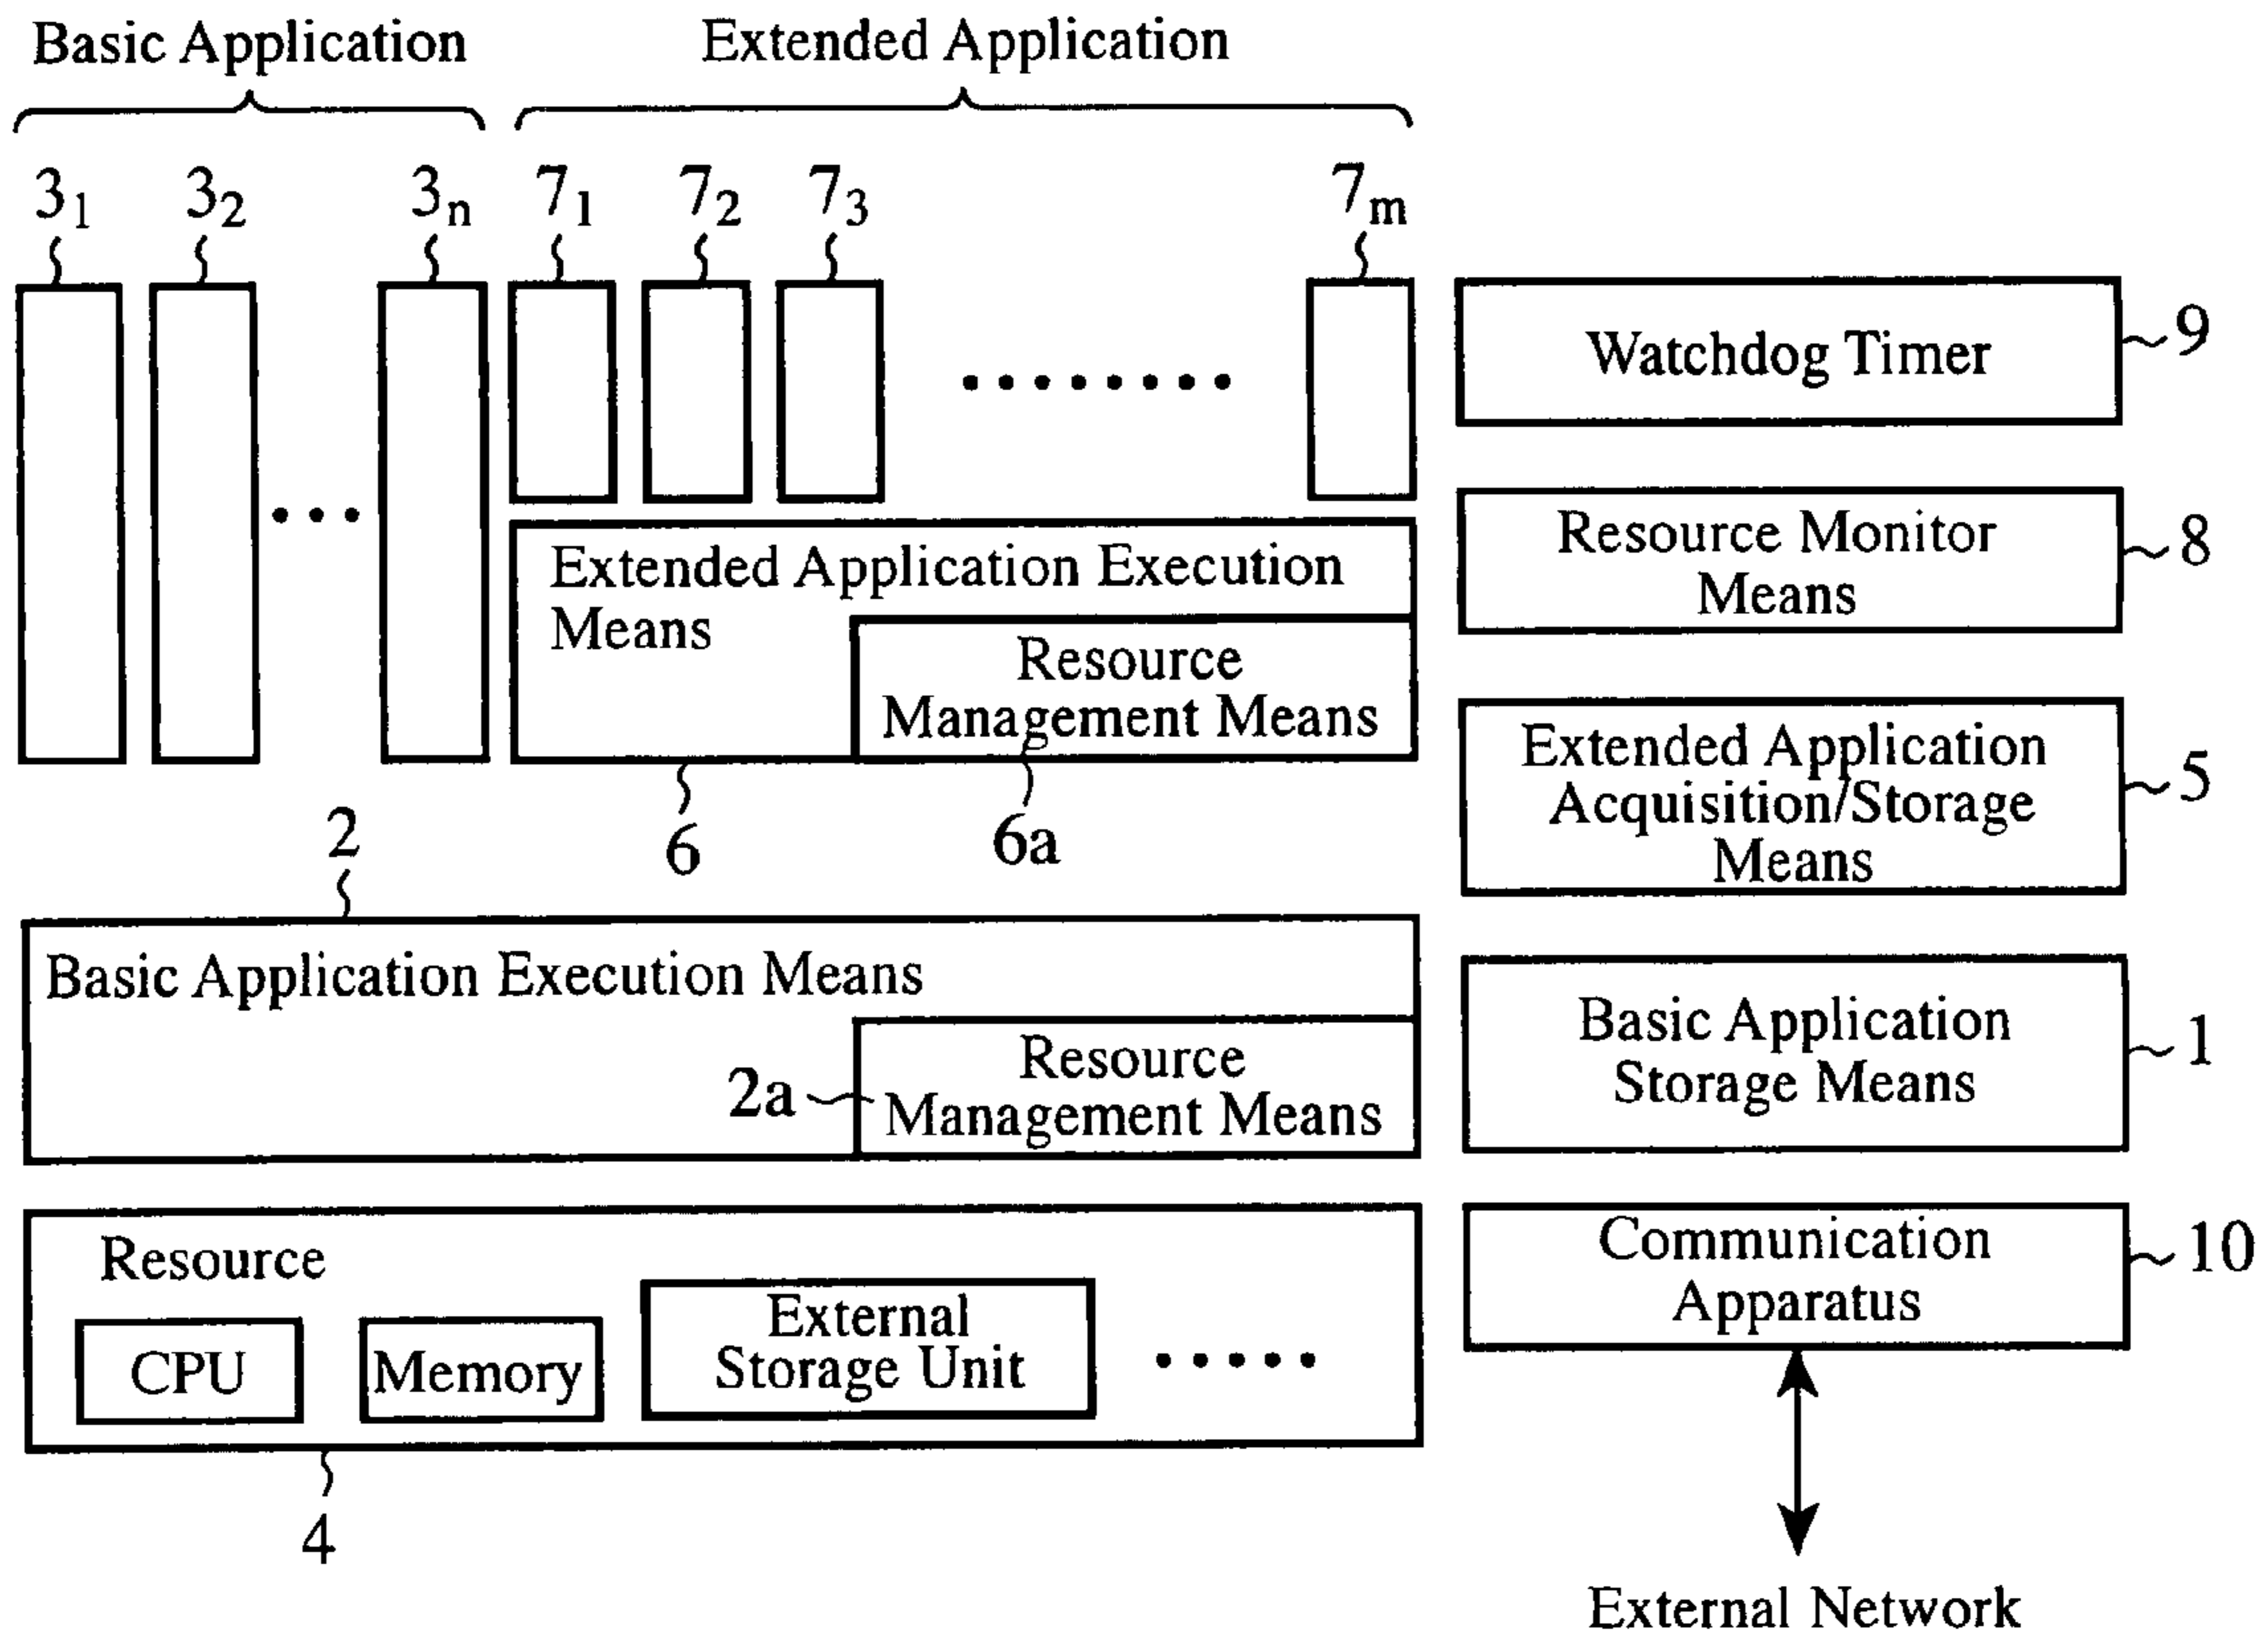 Basic Application
Extended Application
3₁
3₂
3ₙ
7₁
7₂
7₃
7ₘ
Watchdog Timer
9
Resource Monitor
Means
8
Extended Application Execution
Means
Resource
Management Means
6
6a
Extended Application
Acquisition/Storage
Means
5
2
Basic Application Execution Means
Resource
Management Means
2a
Basic Application
Storage Means
1
Resource
CPU
Memory
External
Storage Unit
4
Communication
Apparatus
10
External Network